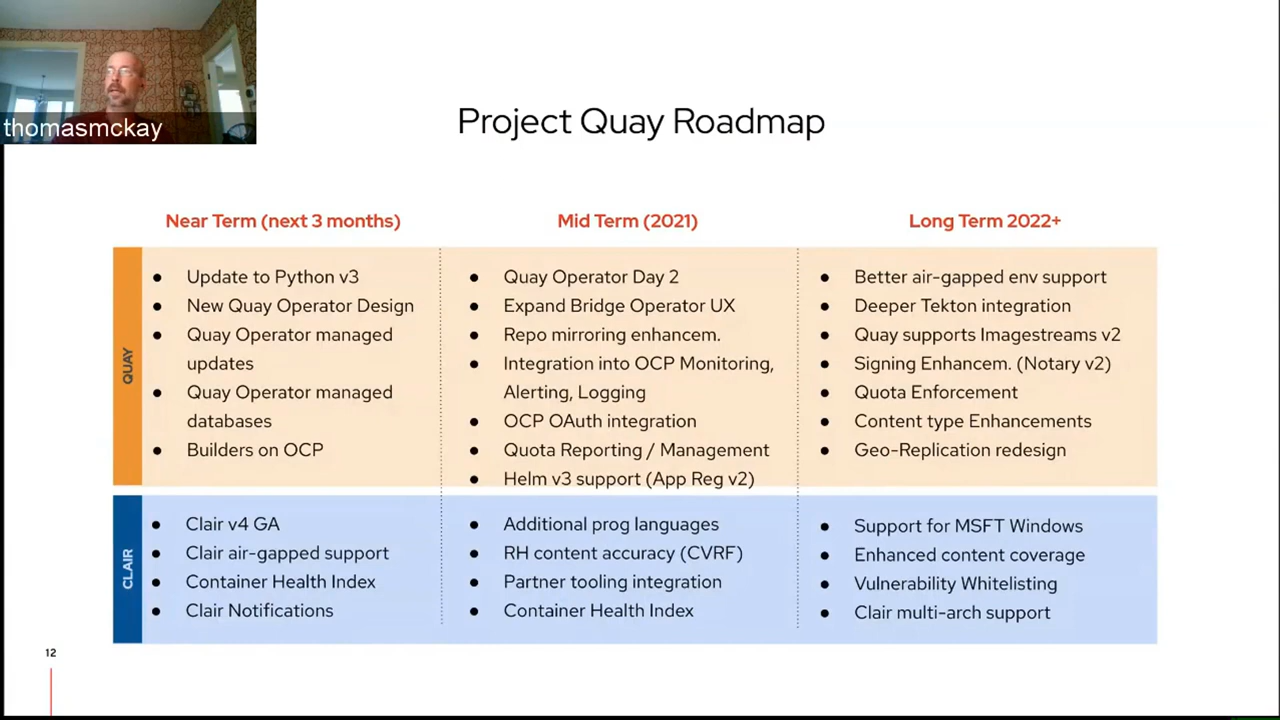 thomasmckay
Project Quay Roadmap
Near Term (next 3 months)
Mid Term (2021)
Long Term 2022+
QUAY
Update to Python v3
New Quay Operator Design
Quay Operator managed
updates
Quay Operator managed
databases
Builders on OCP
Quay Operator Day 2
Expand Bridge Operator UX
Repo mirroring enhancem.
Integration into OCP Monitoring,
Alerting, Logging
OCP OAuth integration
Quota Reporting / Management
Helm v3 support (App Reg v2)
Better air-gapped env support
Deeper Tekton integration
Quay supports Imagestreams v2
Signing Enhancem. (Notary v2)
Quota Enforcement
Content type Enhancements
Geo-Replication redesign
CLAIR
Clair v4 GA
Clair air-gapped support
Container Health Index
Clair Notifications
Additional prog languages
RH content accuracy (CVRF)
Partner tooling integration
Container Health Index
Support for MSFT Windows
Enhanced content coverage
Vulnerability Whitelisting
Clair multi-arch support
12